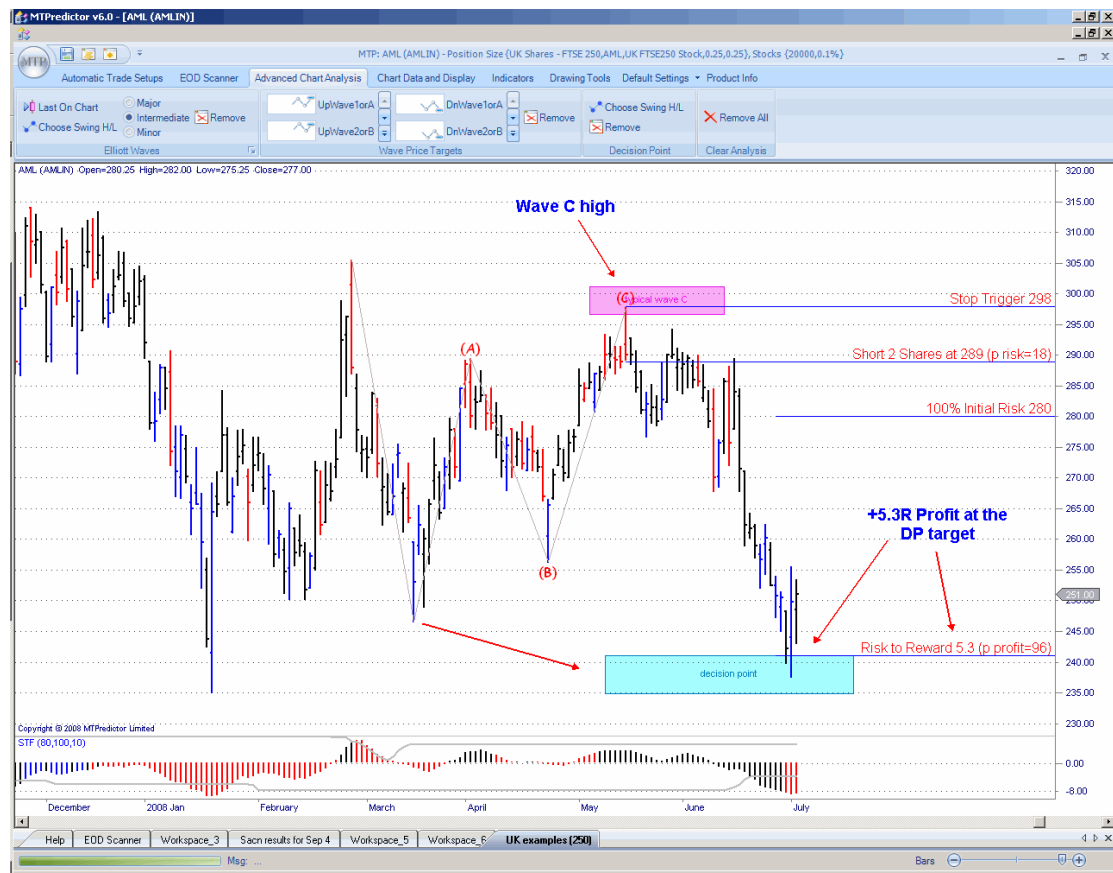 MTPredictor v6.0 - [AML (AMLIN)]
MTP
MTP: AML (AMLIN) - Position Size {UK Shares - FTSE 250,AML,UK FTSE250 Stock,0.25,0.25}, Stocks {20000,0.1%}
Automatic Trade Setups EOD Scanner Advanced Chart Analysis Chart Data and Display Indicators Drawing Tools Default Settings Product Info
Last On Chart
Choose Swing H/L
Major
Intermediate
Minor
Remove
Elliott Waves
UpWave1orA
UpWave2orB
DnWave1orA
DnWave2orB
Remove
Wave Price Targets
Choose Swing H/L
Remove
Decision Point
Remove All
Clear Analysis
AML (AMLIN) Open=280.25 High=282.00 Low=275.25 Close=277.00
320.00
315.00
310.00
305.00
300.00
295.00
290.00
285.00
280.00
275.00
270.00
265.00
260.00
255.00
250.00
251.00
245.00
240.00
235.00
230.00
Wave C high
typical wave C
(C)
Stop Trigger 298
(A)
Short 2 Shares at 289 (p risk=18)
100% Initial Risk 280
+5.3R Profit at the
DP target
(B)
Risk to Reward 5.3 (p profit=96)
decision point
Copyright © 2008 MTPredictor Limited
STF (80,100,10)
0.00
-8.00
December 2008 Jan February March April May June July
Help EOD Scanner Workspace_3 Sacn results for Sep 4 Workspace_5 Workspace_6 UK examples (250)
Msg: ...
Bars